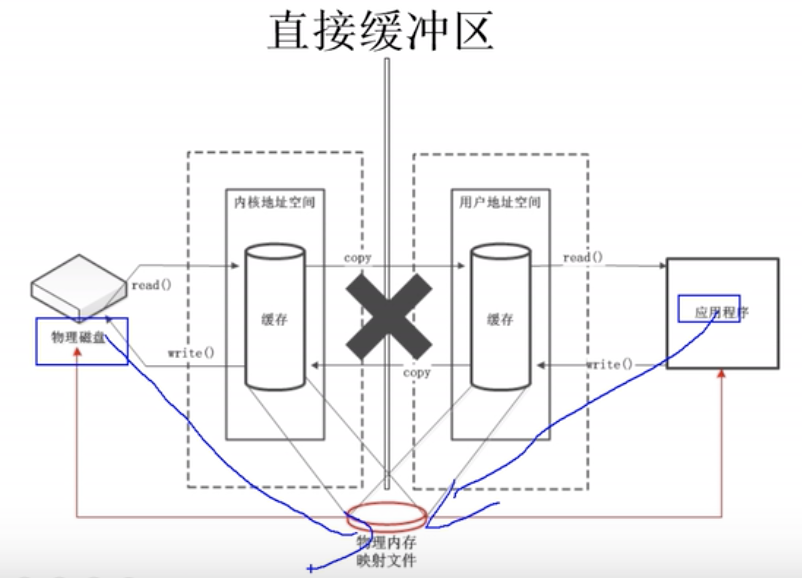 直接缓冲区
内核地址空间
用户地址空间
copy
read()
read()
缓存
缓存
应用程序
物理磁盘
write()
copy
write()
物理内存
映射文件